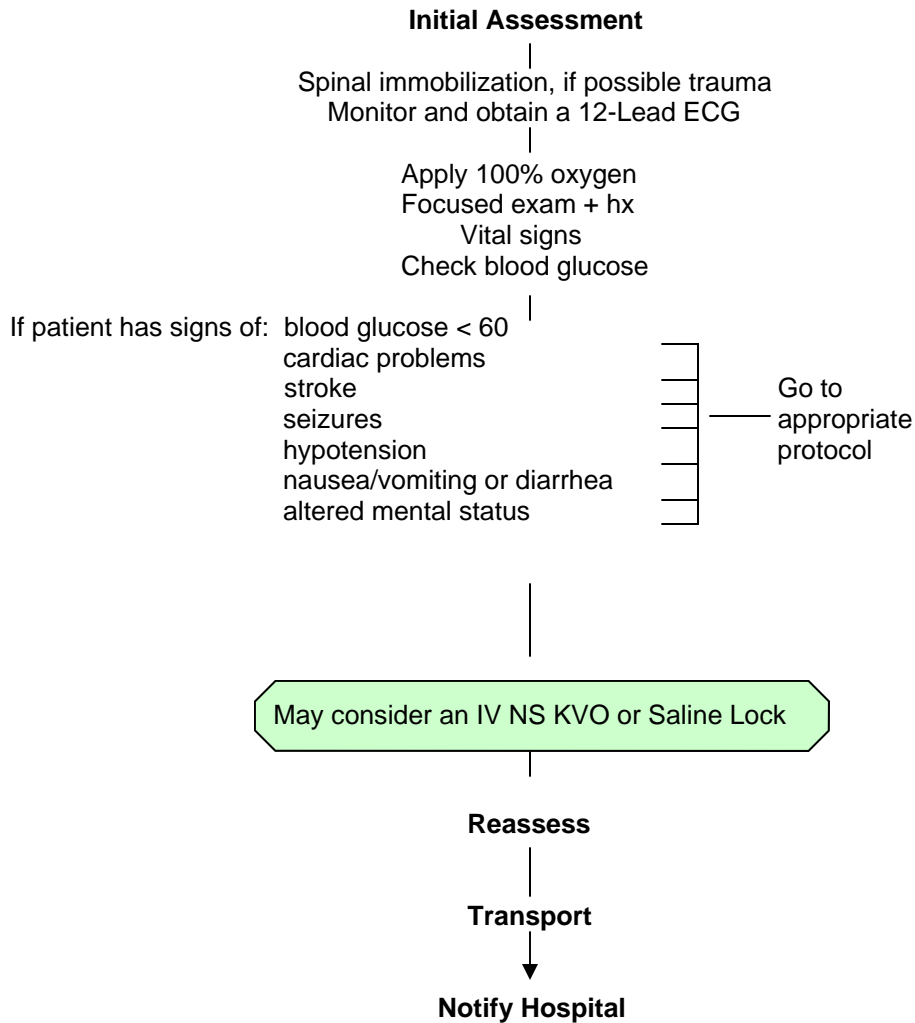 Initial Assessment
Spinal immobilization, if possible trauma
Monitor and obtain a 12-Lead ECG
Apply 100% oxygen
Focused exam + hx
Vital signs
Check blood glucose
If patient has signs of: blood glucose < 60
cardiac problems
stroke
seizures
hypotension
nausea/vomiting or diarrhea
altered mental status
Go to
appropriate
protocol
May consider an IV NS KVO or Saline Lock
Reassess
Transport
Notify Hospital